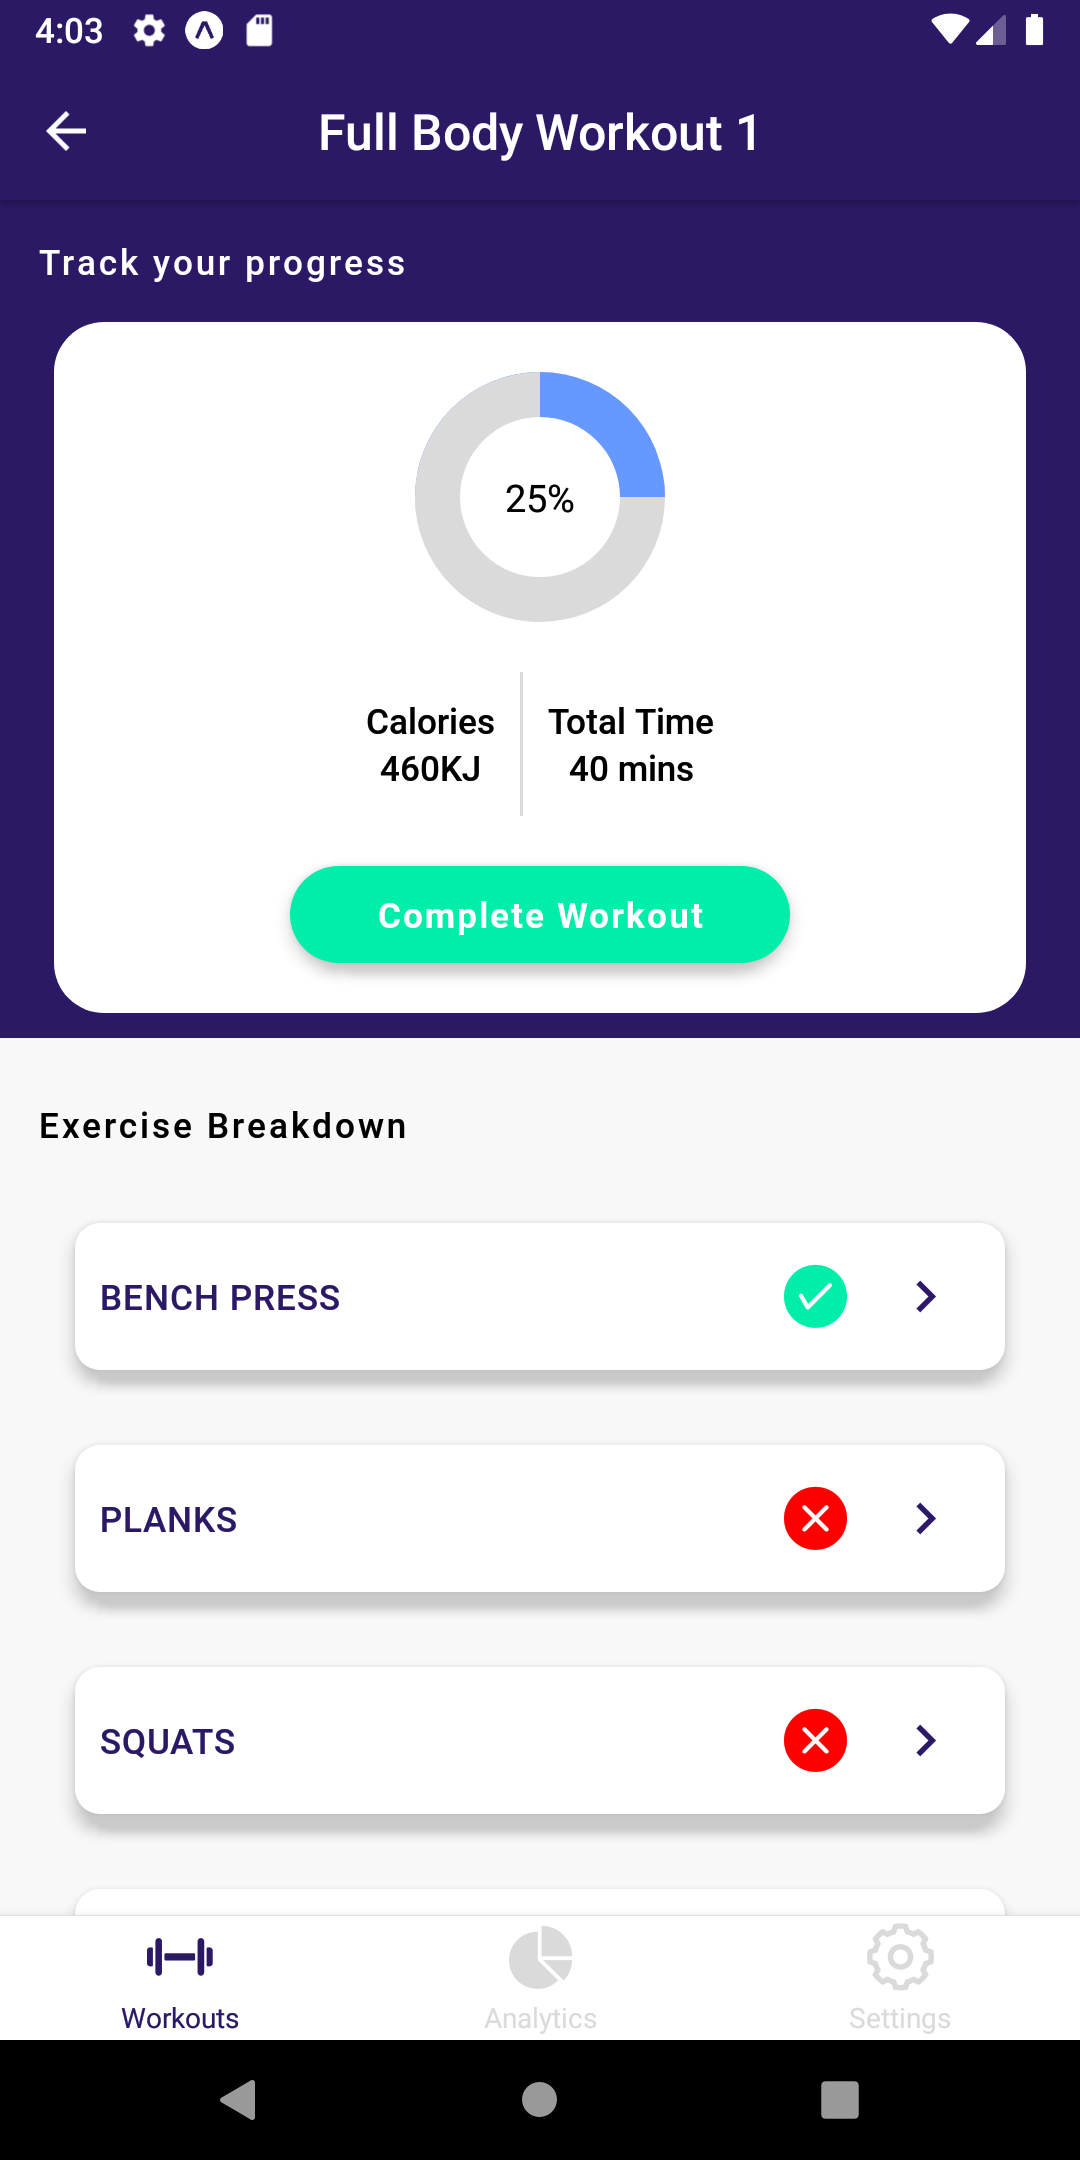 4:03
Full Body Workout 1
Track your progress
25%
Calories
460KJ
Total Time
40 mins
Complete Workout
Exercise Breakdown
BENCH PRESS
PLANKS
SQUATS
Workouts
Analytics
Settings